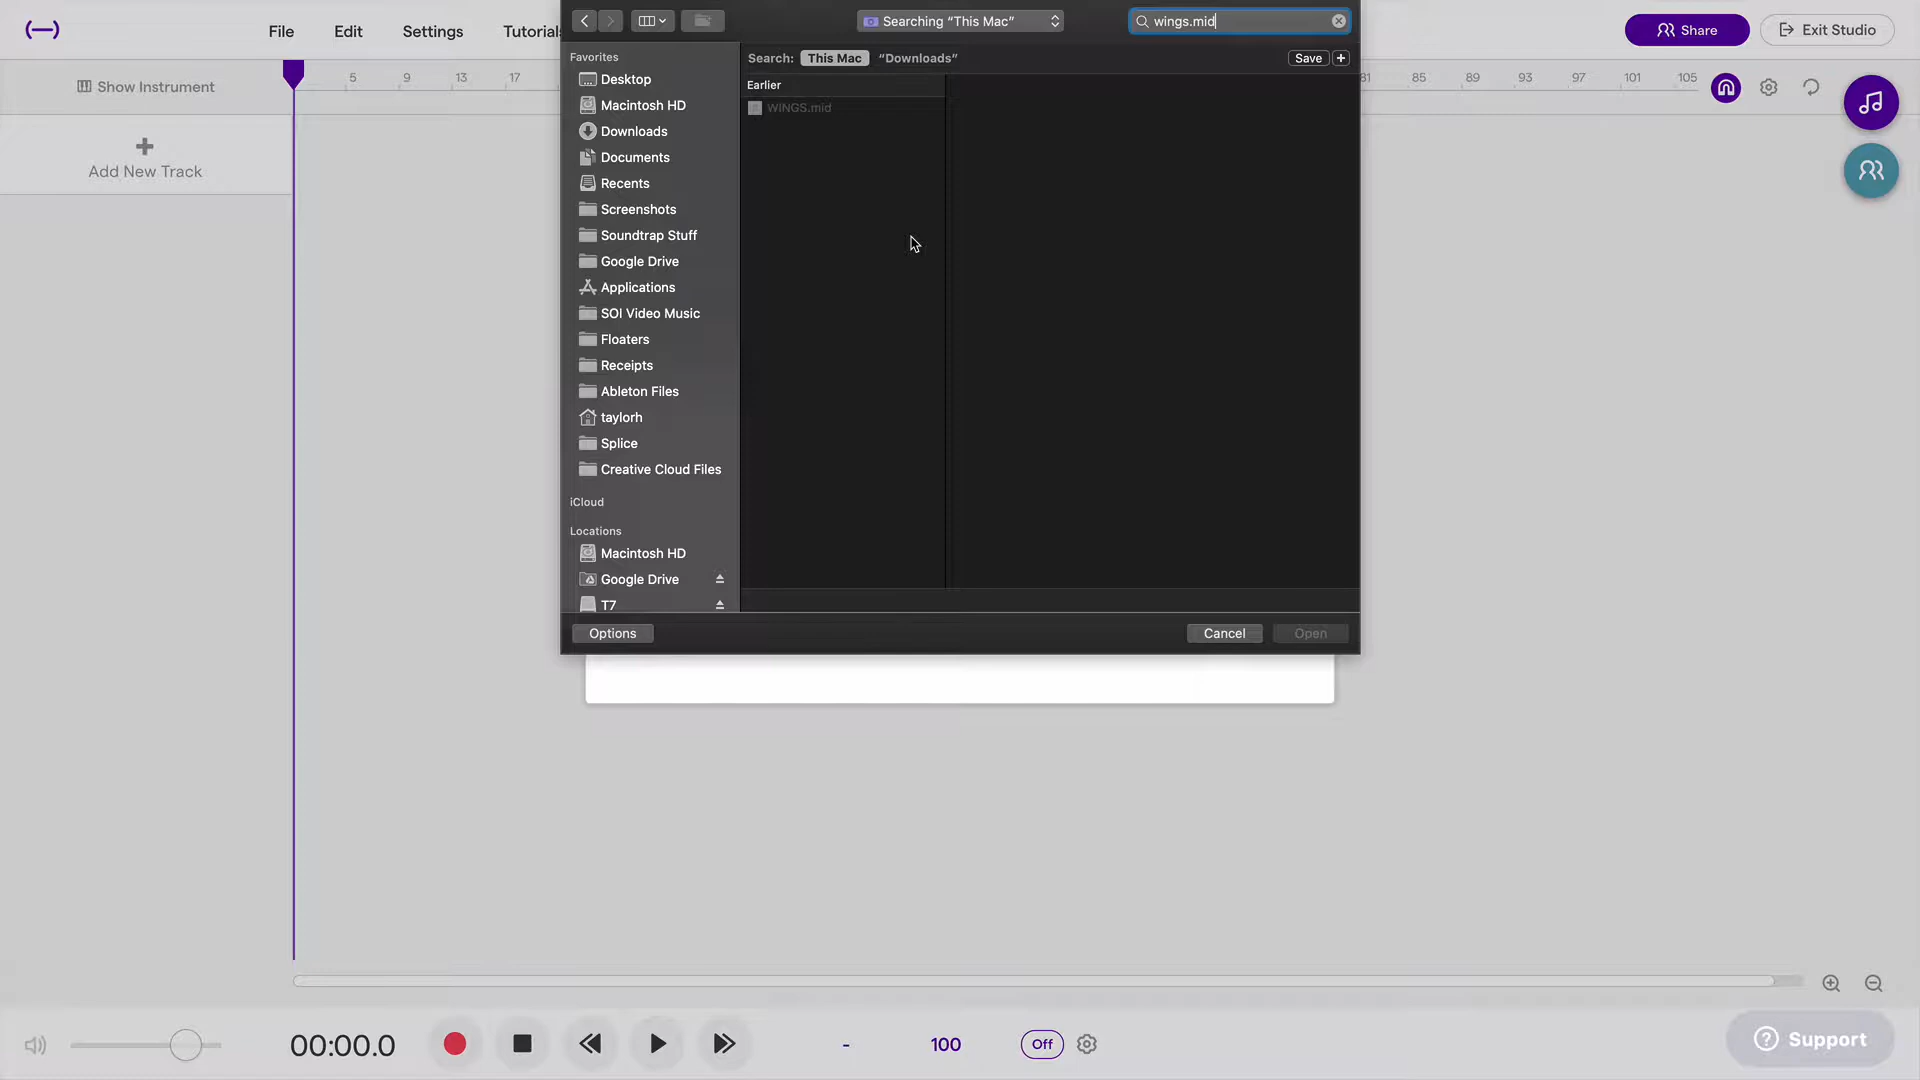 File
Edit
Settings
Tutorials
Searching “This Mac”
wings.mid
Share
Exit Studio
Show Instrument
5
9
13
17
81
85
89
93
97
101
105
Add New Track
Favorites
Desktop
Macintosh HD
Downloads
Documents
Recents
Screenshots
Soundtrap Stuff
Google Drive
Applications
SOI Video Music
Floaters
Receipts
Ableton Files
taylorh
Splice
Creative Cloud Files
iCloud
Locations
Macintosh HD
Google Drive
T7
Search: This Mac “Downloads”
Save +
Earlier
WINGS.mid
Options
Cancel
Open
00:00.0
-
100
Off
Support